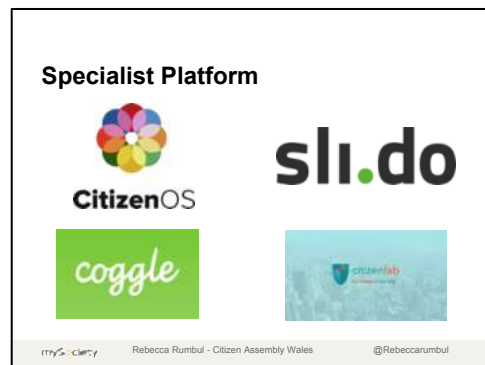 Specialist Platform
CitizenOS
sli.do
coggle
citizenlab
mySociety
Rebecca Rumbul - Citizen Assembly Wales
@Rebeccarumbul